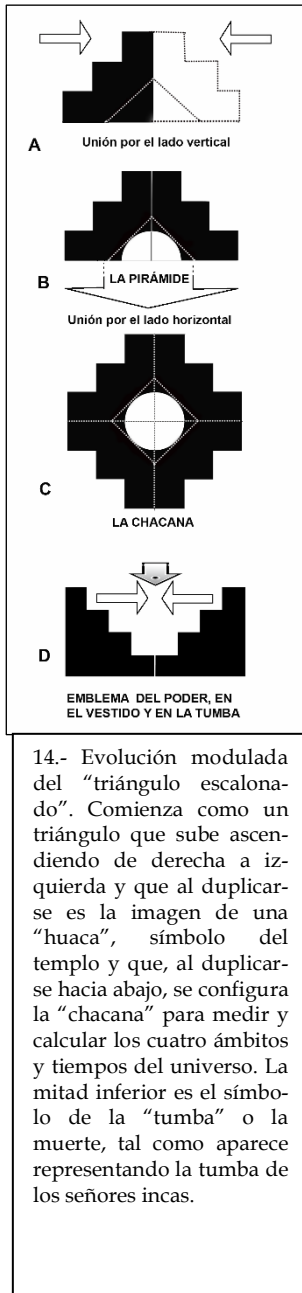 A
Unión por el lado vertical
B
LA PIRÁMIDE
Unión por el lado horizontal
C
LA CHACANA
D
EMBLEMA DEL PODER, EN
EL VESTIDO Y EN LA TUMBA
14.- Evolución modulada
del “triángulo escalona-
do”. Comienza como un
triángulo que sube ascen-
diendo de derecha a iz-
quierda y que al duplicar-
se es la imagen de una
“huaca”, símbolo del
templo y que, al duplicar-
se hacia abajo, se configura
la “chacana” para medir y
calcular los cuatro ámbitos
y tiempos del universo. La
mitad inferior es el símbo-
lo de la “tumba” o la
muerte, tal como aparece
representando la tumba de
los señores incas.